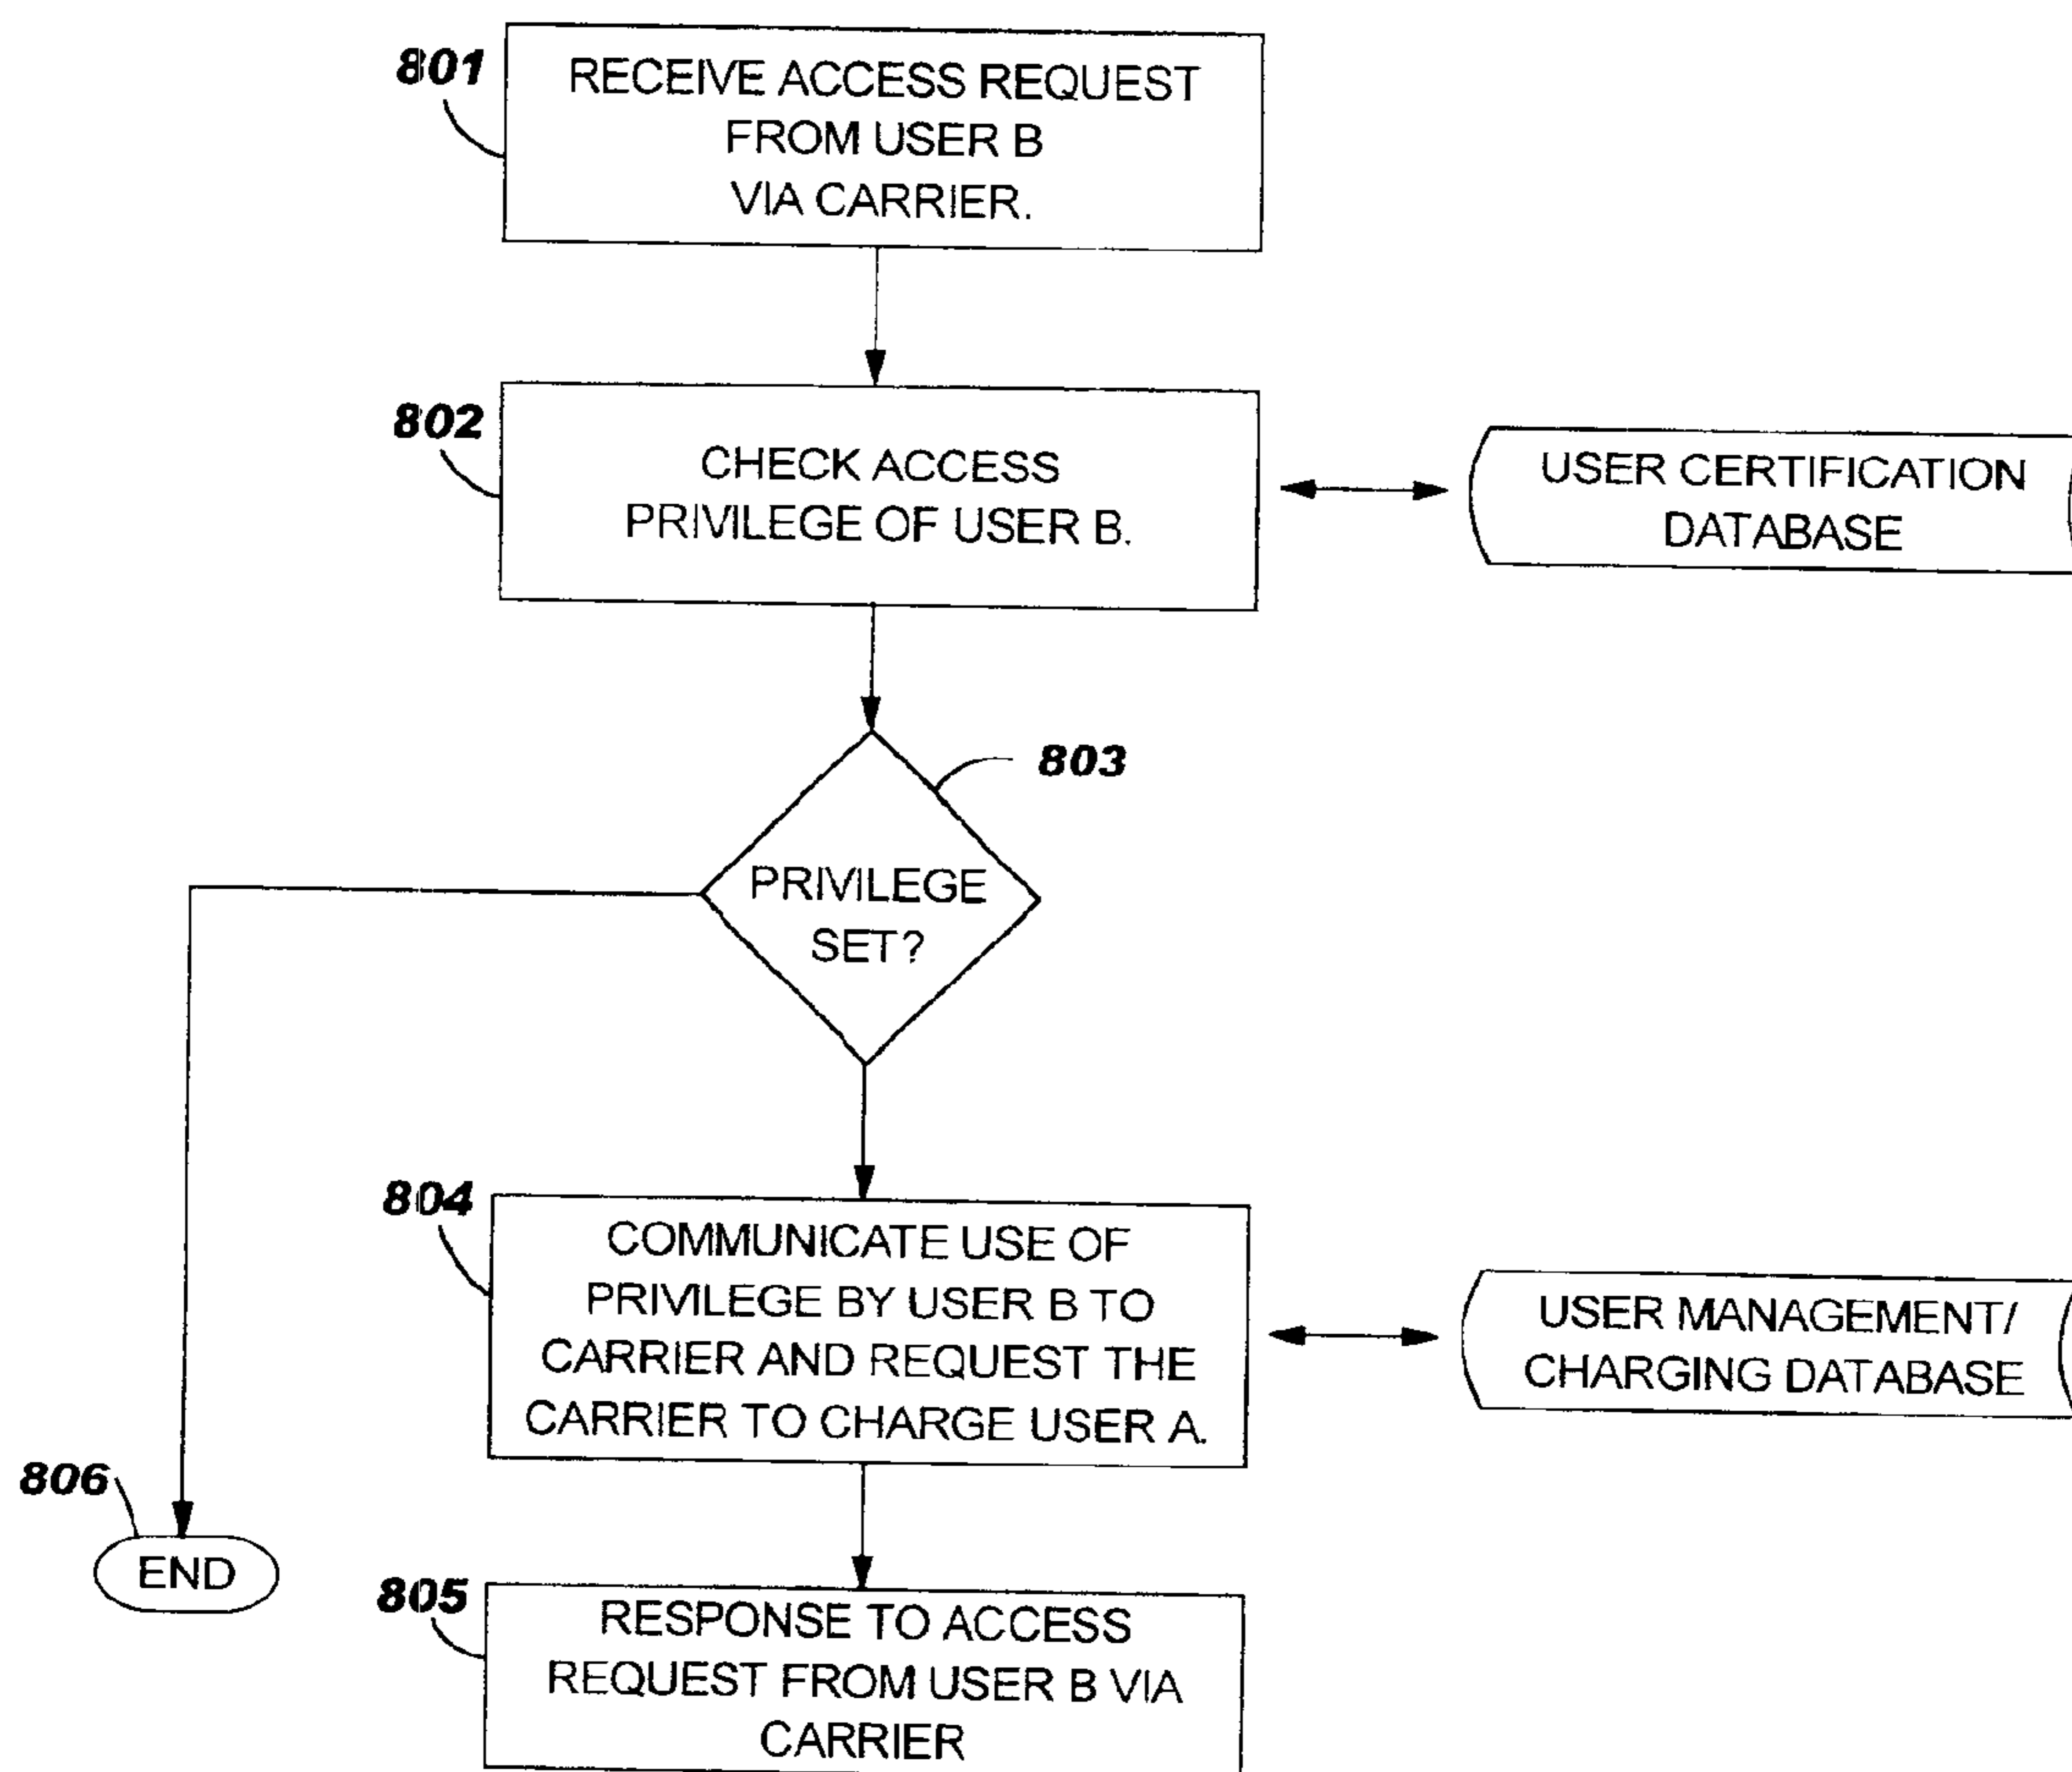 801
RECEIVE ACCESS REQUEST
FROM USER B
VIA CARRIER.
802
CHECK ACCESS
PRIVILEGE OF USER B.
USER CERTIFICATION
DATABASE
803
PRIVILEGE
SET?
804
COMMUNICATE USE OF
PRIVILEGE BY USER B TO
CARRIER AND REQUEST THE
CARRIER TO CHARGE USER A.
USER MANAGEMENT/
CHARGING DATABASE
806
END
805
RESPONSE TO ACCESS
REQUEST FROM USER B VIA
CARRIER